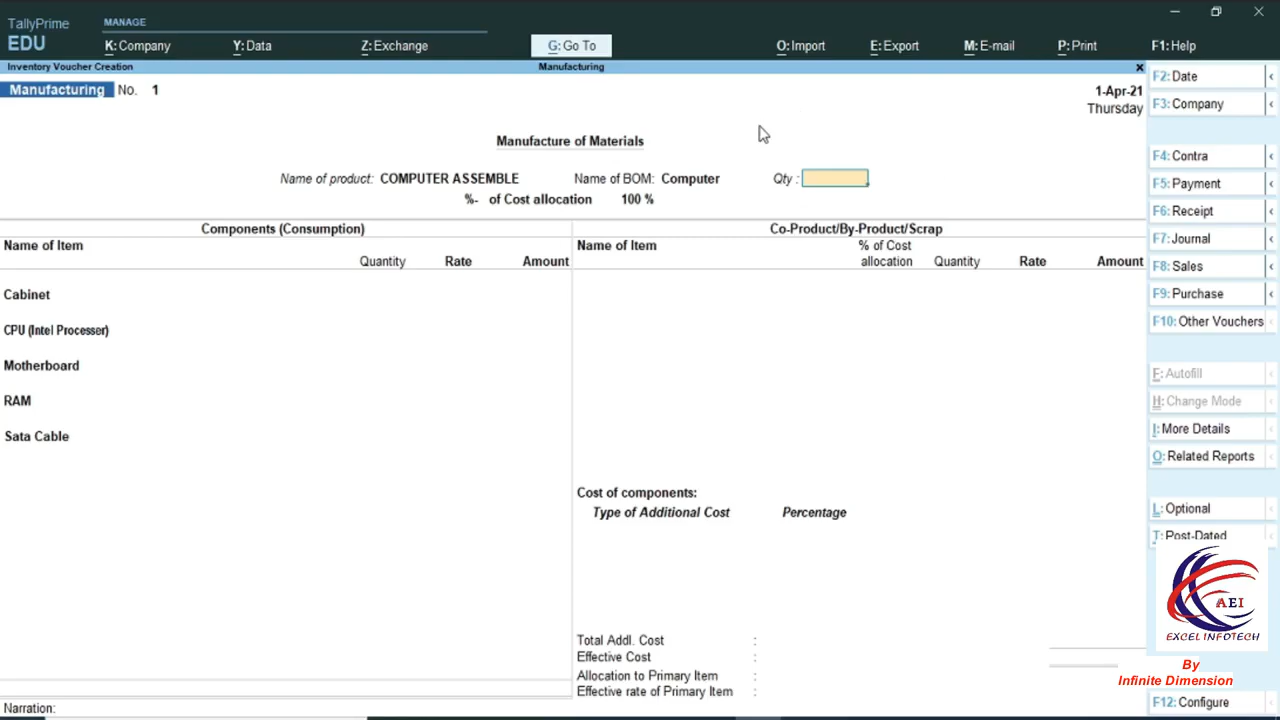 TallyPrime
EDU
MANAGE
K: Company
Y: Data
Z: Exchange
G: Go To
O: Import
E: Export
M: E-mail
P: Print
F1: Help
Inventory Voucher Creation
Manufacturing
×
Manufacturing No. 1
1-Apr-21
Thursday
Manufacture of Materials
Name of product: COMPUTER ASSEMBLE Name of BOM: Computer Qty :
%- of Cost allocation 100 %
Components (Consumption)
Name of Item
Quantity Rate Amount
Cabinet
CPU (Intel Processor)
Motherboard
RAM
Sata Cable
Co-Product/By-Product/Scrap
Name of Item % of Cost
allocation Quantity Rate Amount
Cost of components:
Type of Additional Cost Percentage
Total Addl. Cost :
Effective Cost :
Allocation to Primary Item :
Effective rate of Primary Item :
Narration:
F2: Date
F3: Company
F4: Contra
F5: Payment
F6: Receipt
F7: Journal
F8: Sales
F9: Purchase
F10: Other Vouchers
F: Autofill
H: Change Mode
I: More Details
O: Related Reports
L: Optional
T: Post-Dated
AEI
EXCEL INFOTECH
By
Infinite Dimension
F12: Configure